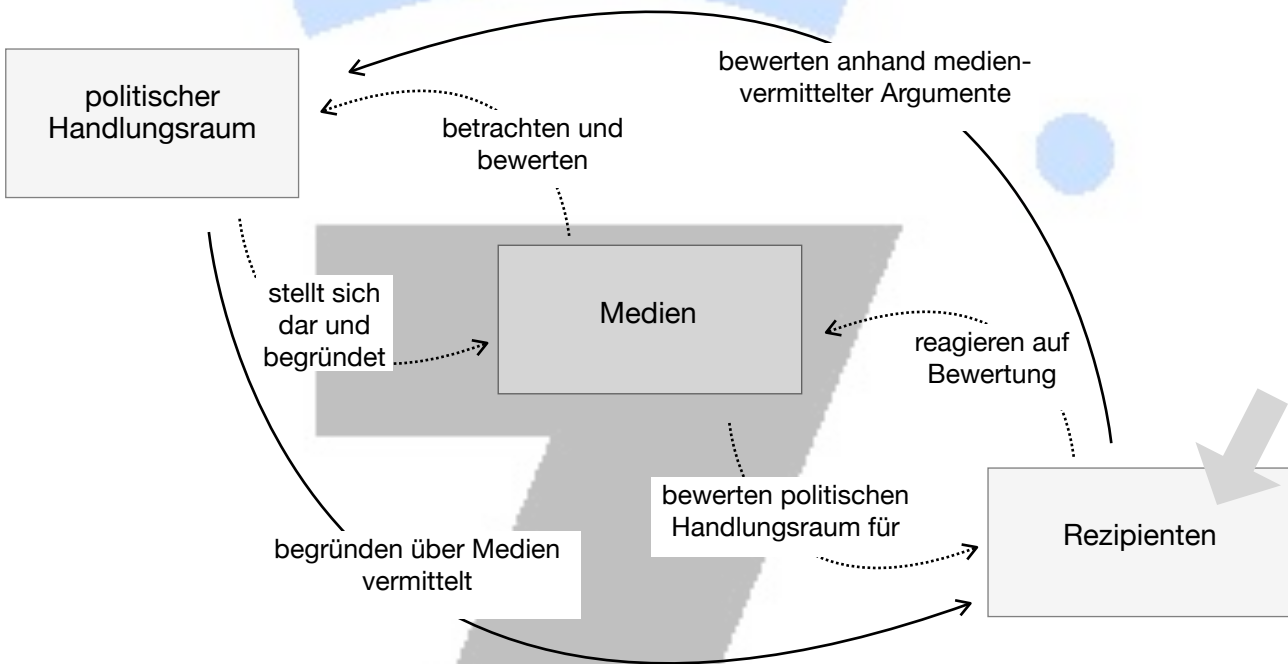 politischer
Handlungsraum
bewerten anhand medien-
vermittelter Argumente
betrachten und
bewerten
stellt sich
dar und
begründet
Medien
reagieren auf
Bewertung
bewerten politischen
Handlungsraum für
Rezipienten
begründen über Medien
vermittelt